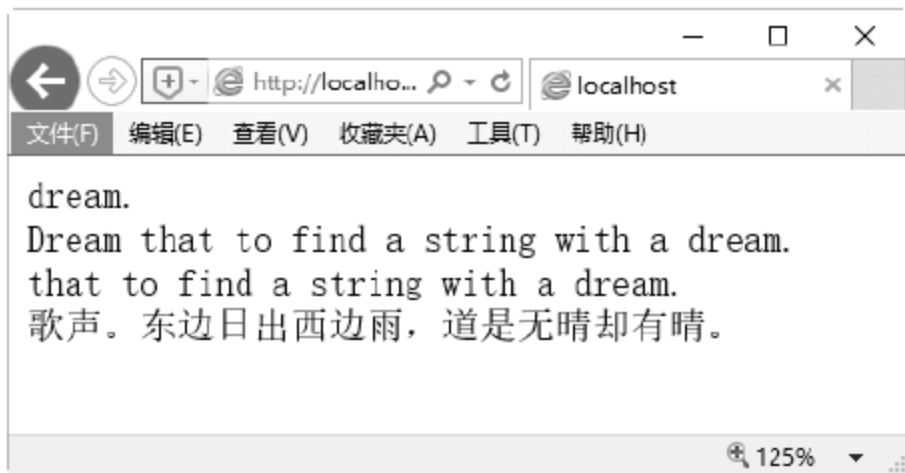 http://localho...
localhost
文件(F) 编辑(E) 查看(V) 收藏夹(A) 工具(T) 帮助(H)
dream.
Dream that to find a string with a dream.
that to find a string with a dream.
歌声。东边日出西边雨，道是无晴却有晴。
125%